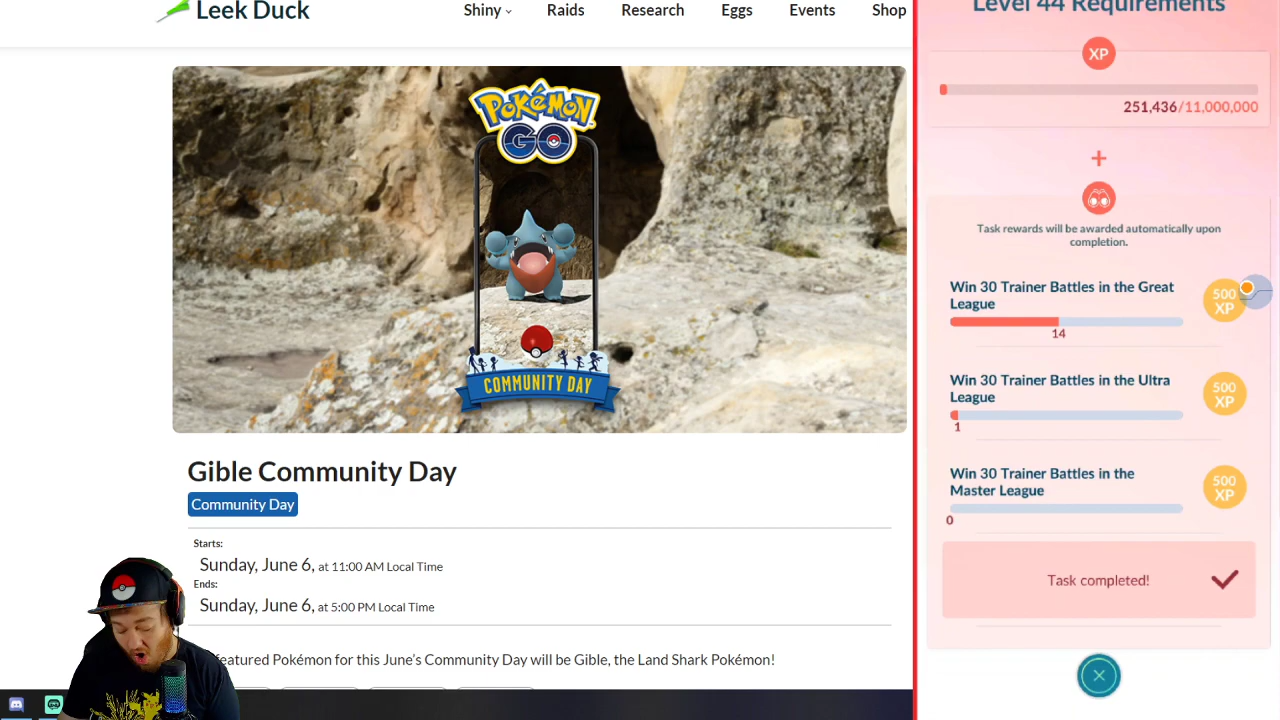 Leek Duck
Shiny
Raids
Research
Eggs
Events
Shop
POKÉMON
GO
COMMUNITY DAY
Gible Community Day
Community Day
Starts:
Sunday, June 6, at 11:00 AM Local Time
Ends:
Sunday, June 6, at 5:00 PM Local Time
featured Pokémon for this June's Community Day will be Gible, the Land Shark Pokémon!
Level 44 Requirements
XP
251,436/11,000,000
+
Task rewards will be awarded automatically upon
completion.
Win 30 Trainer Battles in the Great
League
500
XP
14
Win 30 Trainer Battles in the Ultra
League
500
XP
1
Win 30 Trainer Battles in the
Master League
500
XP
0
Task completed!